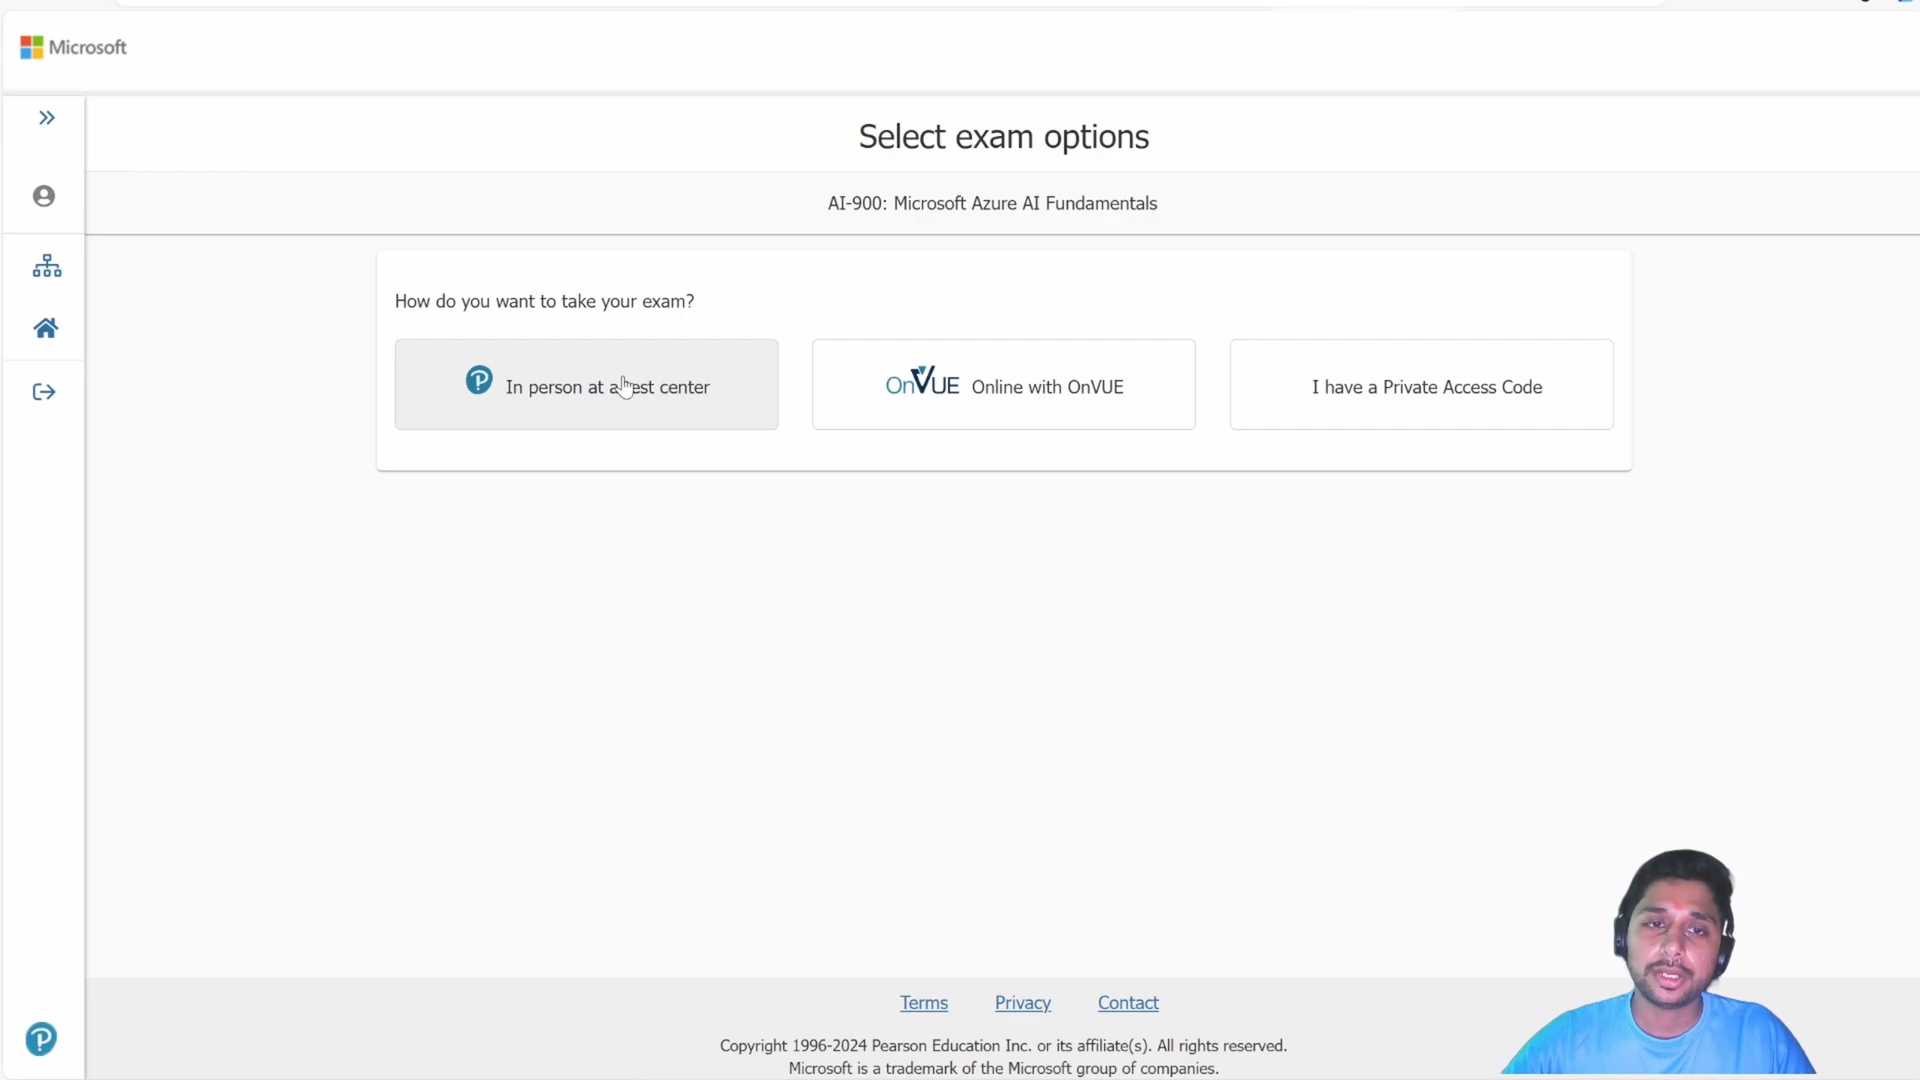 Microsoft
Select exam options
AI-900: Microsoft Azure AI Fundamentals
How do you want to take your exam?
In person at a test center
OnVUE Online with OnVUE
I have a Private Access Code
Terms Privacy Contact
Copyright 1996-2024 Pearson Education Inc. or its affiliate(s). All rights reserved.
Microsoft is a trademark of the Microsoft group of companies.